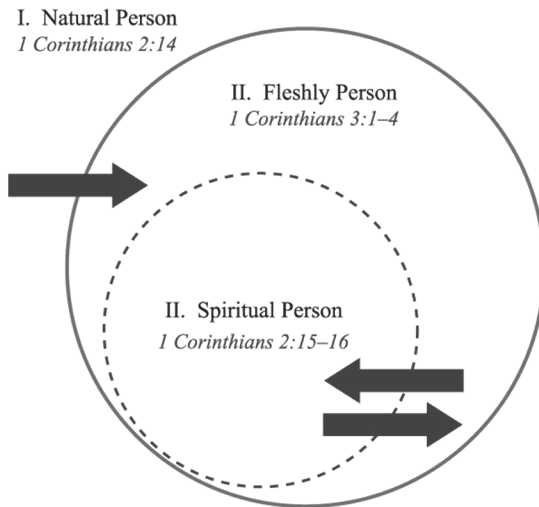 I. Natural Person
1 Corinthians 2:14
II. Fleshly Person
1 Corinthians 3:1–4
II. Spiritual Person
1 Corinthians 2:15–16